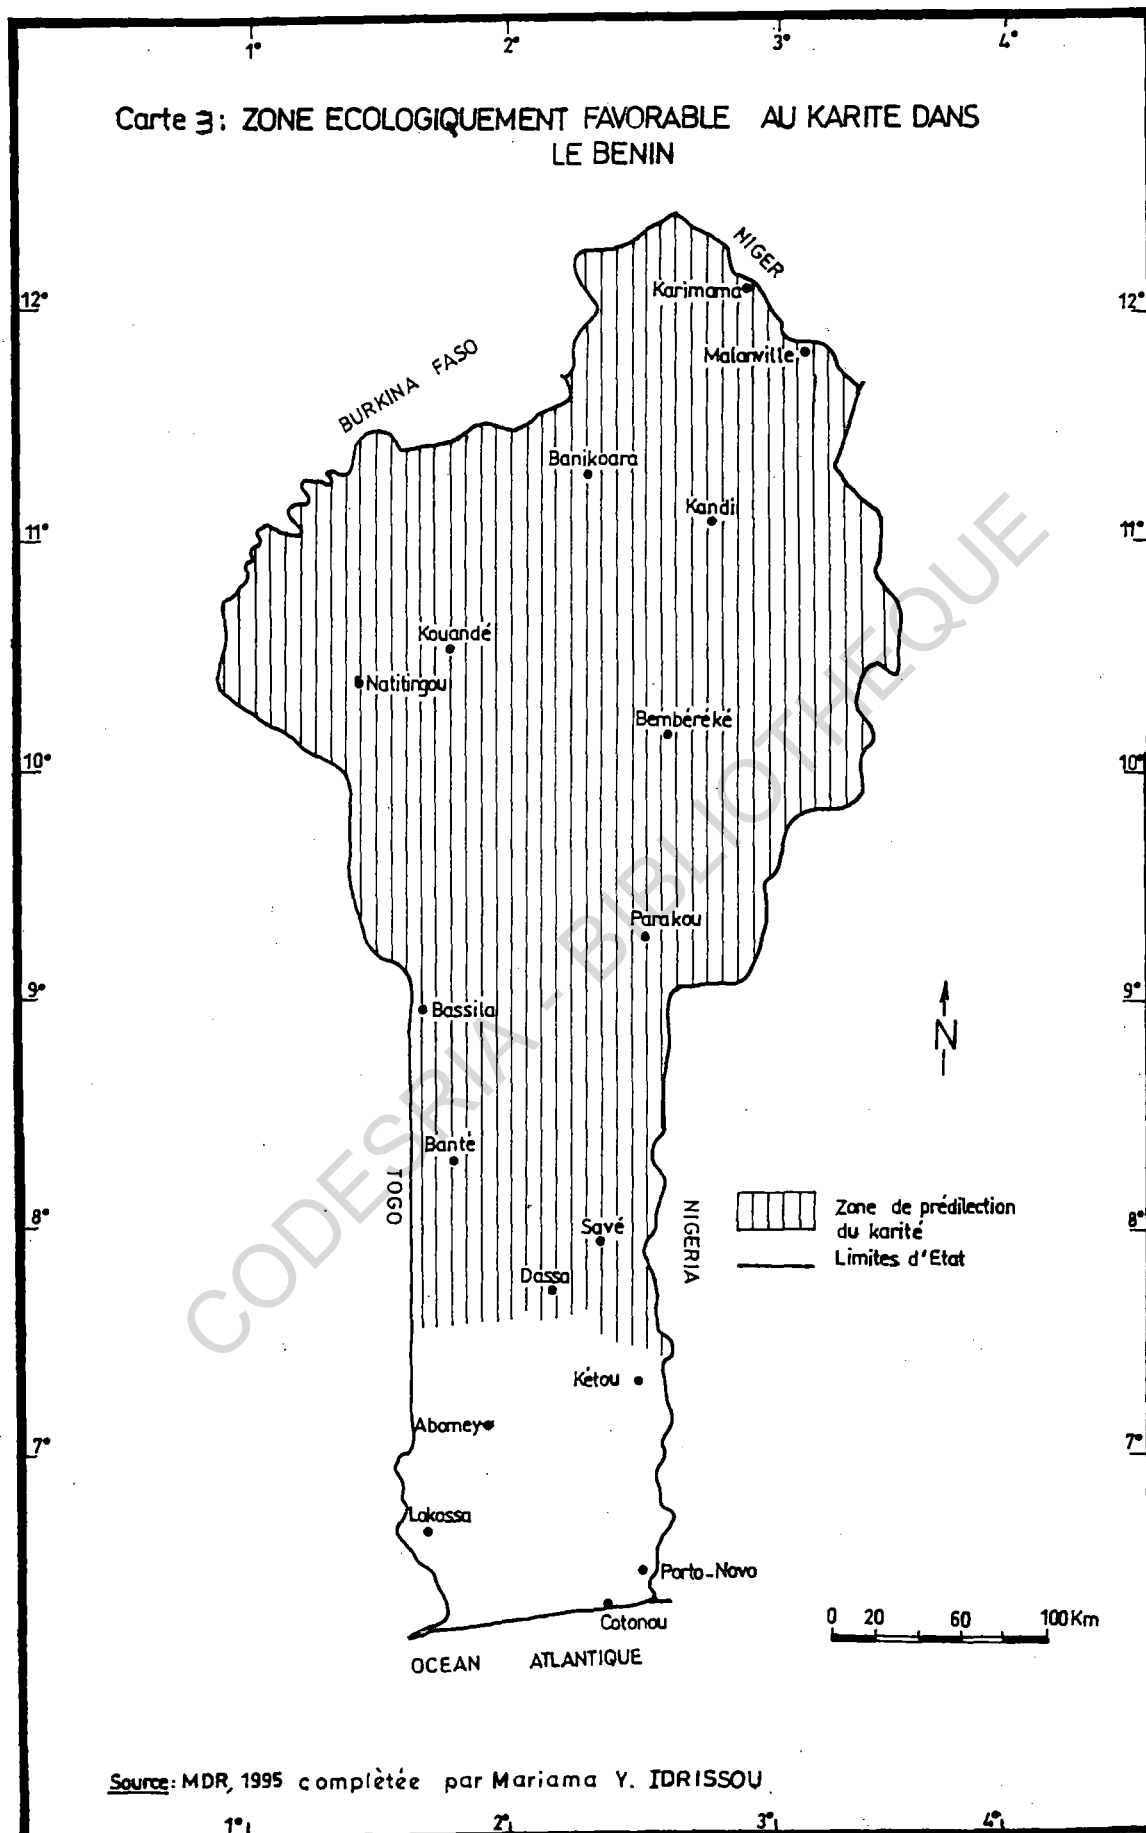 1° 2° 3° 4°
Carte 3: ZONE ECOLOGIQUEMENT FAVORABLE AU KARITE DANS
LE BENIN
NIGER
Karimama
12° 12°
Malanville
BURKINA FASO
Banikoara
Kandi
11° 11°
Kouandé
Natitingou
Bembéréké
10° 10°
Parakou
9° 9°
Bassila
N
Banté
TOGO
NIGERIA
Zone de prédilection
du karité
8° 8°
Savé
Limites d'Etat
Dassa
Kétou
Abomey
7° 7°
Lokossa
Porto-Novo
Cotonou
0 20 60 100 Km
OCEAN ATLANTIQUE
CODESRIA - BIBLIOTHEQUE
Source: MDR, 1995 complètée par Mariama Y. IDRISSOU
1° 2° 3° 4°